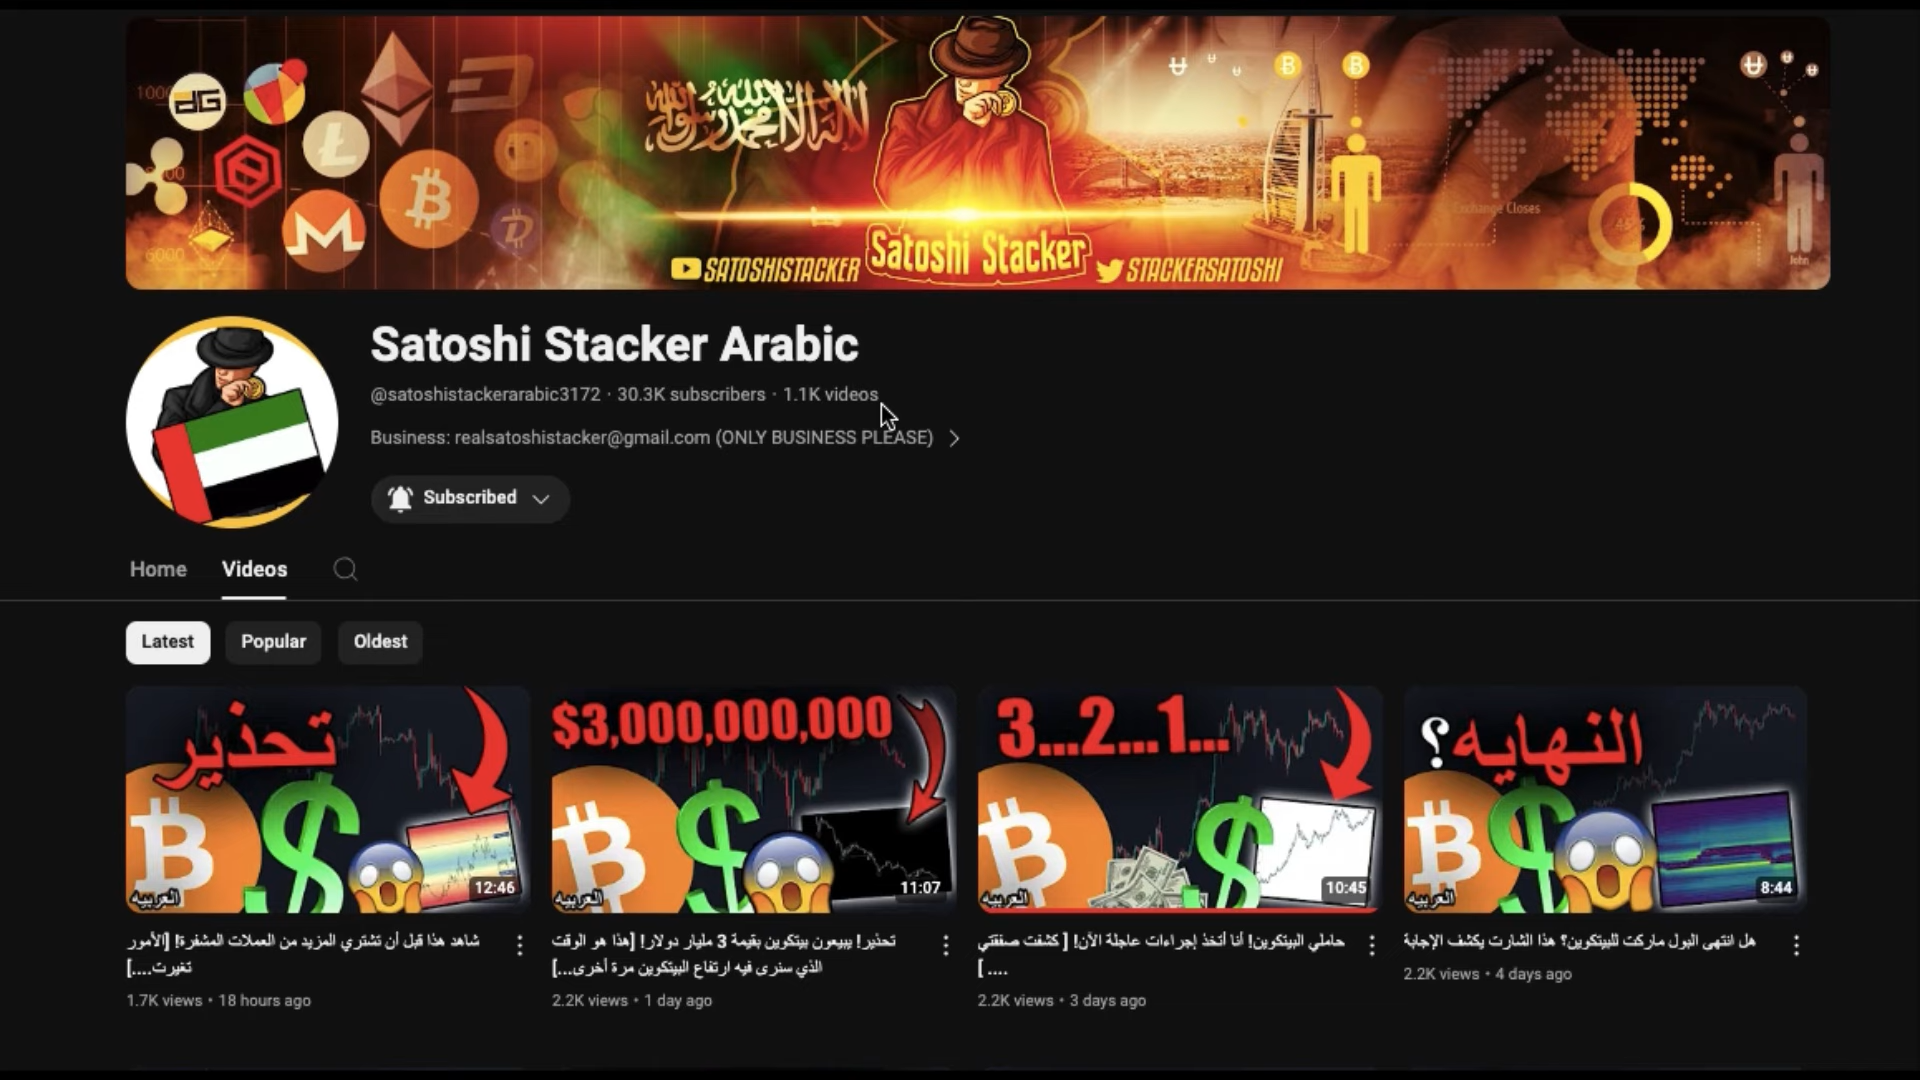 1000
6000
لا إله إلا الله محمد رسول الله
Exchange Closes
45%
John
Satoshi Stacker
SATOSHISTACKER
STACKERSATOSHI
Satoshi Stacker Arabic
@satoshistackerarabic3172 · 30.3K subscribers · 1.1K videos
Business: realsatoshistacker@gmail.com (ONLY BUSINESS PLEASE)
Subscribed
Home
Videos
Latest
Popular
Oldest
تحذير
العربيه
12:46
$3,000,000,000
العربيه
11:07
3...2...1...
العربيه
10:45
النهايه؟
العربيه
8:44
شاهد هذا قبل أن تشتري المزيد من العملات المشفرة! [الأمور
تغيرت....]
1.7K views • 18 hours ago
تحذير! يبيعون بيتكوين بقيمة 3 مليار دولار! [هذا هو الوقت
الذي سنرى فيه ارتفاع البيتكوين مرة أخرى...]
2.2K views • 1 day ago
حاملي البيتكوين! أنا أتخذ إجراءات عاجلة الآن! [ كشفت صفقتي
.... ]
2.2K views • 3 days ago
هل انتهى البول ماركت للبيتكوين؟ هذا الشارت يكشف الإجابة
2.2K views • 4 days ago